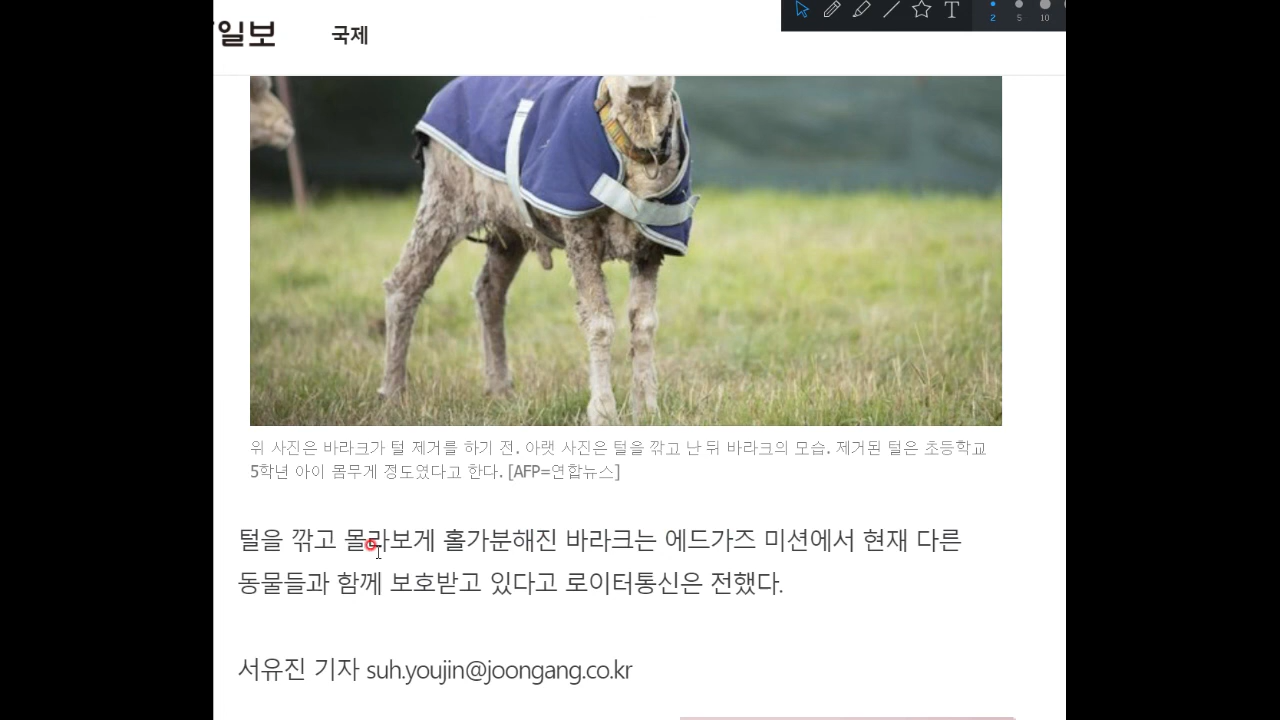 일보
국제
T
2 5 10
위 사진은 바라크가 털 제거를 하기 전. 아랫 사진은 털을 깎고 난 뒤 바라크의 모습. 제거된 털은 초등학교
5학년 아이 몸무게 정도였다고 한다. [AFP=연합뉴스]
털을 깎고 몰라보게 홀가분해진 바라크는 에드가즈 미션에서 현재 다른
동물들과 함께 보호받고 있다고 로이터통신은 전했다.
서유진 기자 suh.youjin@joongang.co.kr